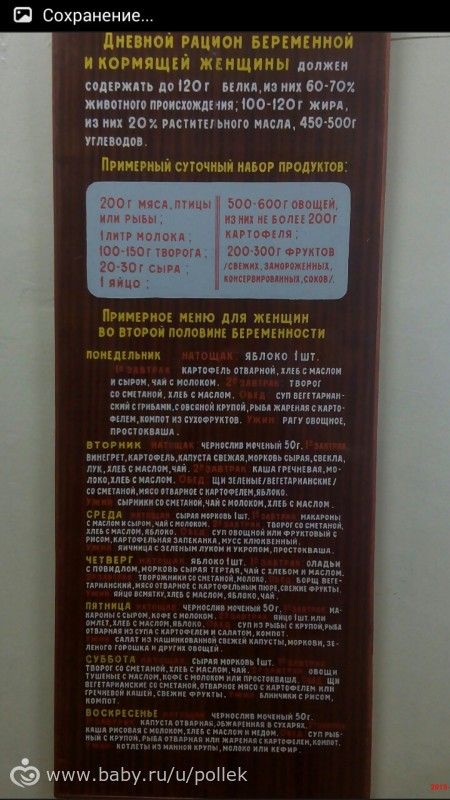 Сохранение...
Дневной рацион беременной
и кормящей женщины должен
содержать до 120г белка, из них 60-70%
животного происхождения; 100-120г жира,
из них 20% растительного масла, 450-500г
углеводов.
Примерный суточный набор продуктов:
200г мяса, птицы
или рыбы;
1 литр молока;
100-150г творога;
20-30г сыра;
1 яйцо;
500-600г овощей,
из них не более 200г
картофеля;
200-300г фруктов
/свежих, замороженных,
консервированных, соков/.
Примерное меню для женщин
во второй половине беременности
понедельник натощак: яблоко 1 шт.
1й завтрак картофель отварной, хлеб с маслом
и сыром, чай с молоком. 2й завтрак: творог
со сметаной, хлеб с маслом. Обед: суп вегетариан-
ский с грибами, с овсяной крупой, рыба жареная с карто-
фелем, компот из сухофруктов. Ужин рагу овощное,
простокваша.
вторник натощак: чернослив моченый 50г. 1й завтрак:
винегрет, картофель, капуста свежая, морковь сырая, свекла,
лук, хлеб с маслом, чай. 2й завтрак: каша гречневая, мо-
локо, хлеб с маслом. Обед: щи зеленые/вегетарианские/
со сметаной, мясо отварное с картофелем, яблоко.
Ужин сырники со сметаной, чай с молоком, хлеб с маслом.
среда натощак: сырая морковь 1 шт. 1й завтрак: макароны
с маслом и сыром, чай с молоком. 2й завтрак: творог со сметаной,
хлеб с маслом, яблоко. Обед: суп овощной или фруктовый с
рисом, картофельная запеканка, мусс клюквенный.
Ужин: яичница с зеленым луком и укропом, простокваша.
четверг натощак: яблоко 1 шт. 1й завтрак: оладьи
с повидлом, морковь сырая тертая, чай с хлебом и маслом.
2й завтрак: творожники со сметаной, молоко. Обед: борщ веге-
тарианский, мясо отварное с картофельным пюре, свежие фрукты.
Ужин: яйцо всмятку, хлеб с маслом, яблоко, чай.
пятница натощак: чернослив моченый 50г. 1й завтрак: ма-
кароны с сыром, кофе с молоком. 2й завтрак: яйцо 1 шт или
омлет, хлеб с маслом, яблоко. Обед: суп из рыбы с крупой, рыба
отварная из супа с картофелем и салатом, компот.
Ужин: салат из нашинкованной свежей капусты, моркови, зе-
леного горошка и других овощей.
суббота натощак: сырая морковь 1 шт. 1й завтрак:
творог со сметаной, хлеб с маслом, чай. 2й завтрак: овощи
тушеные с маслом, кофе с молоком или простокваша. Обед: щи
вегетарианские со сметаной, отварное мясо с картофелем или
гречневой кашей, свежие фрукты. Ужин: блинчики с рисом,
компот.
воскресенье натощак: чернослив моченый 50г.
1й завтрак: капуста отварная, обжаренная в сухарях. 2й завтрак:
каша рисовая с молоком, хлеб с маслом и медом. Обед: суп рыб-
ный с крупой, рыба отварная или жареная с картофелем, компот.
Ужин: котлеты из манной крупы, молоко или кефир.
www.baby.ru/u/pollek